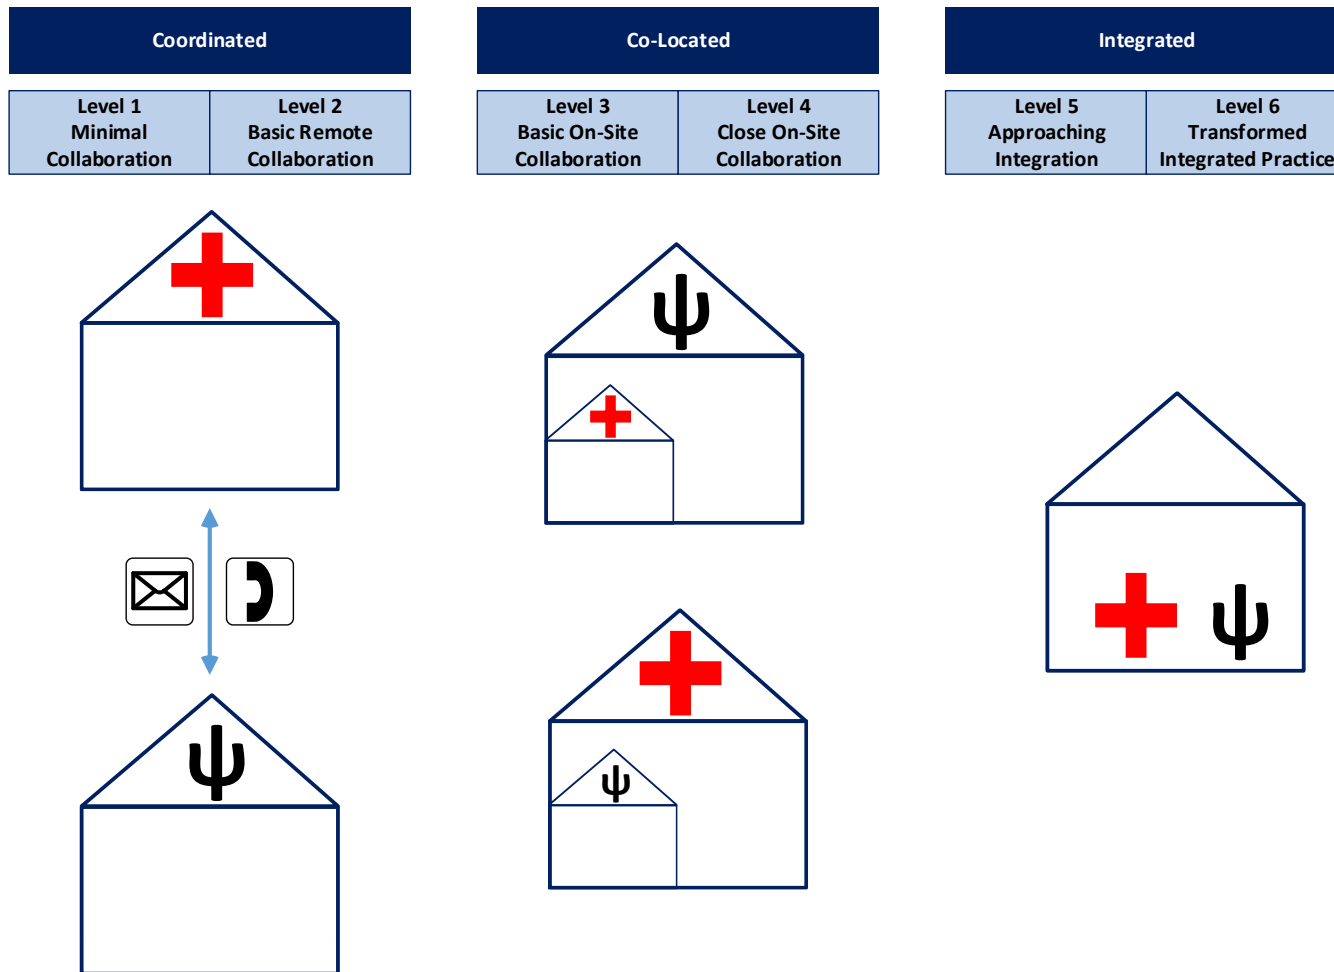 Coordinated
Co-Located
Integrated
Level 1
Minimal
Collaboration
Level 2
Basic Remote
Collaboration
Level 3
Basic On-Site
Collaboration
Level 4
Close On-Site
Collaboration
Level 5
Approaching
Integration
Level 6
Transformed
Integrated Practice
ψ
ψ
ψ
ψ